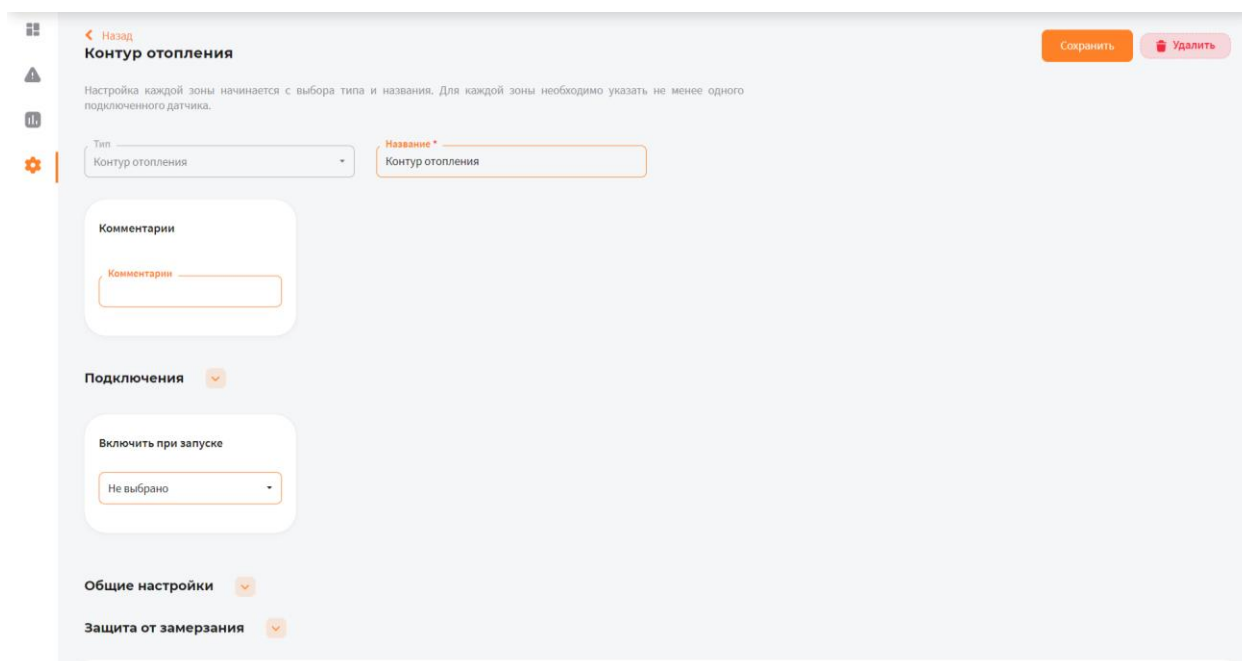 Назад
Контур отопления
Сохранить
Удалить
Настройка каждой зоны начинается с выбора типа и названия. Для каждой зоны необходимо указать не менее одного
подключенного датчика.
Тип
Контур отопления
Название *
Контур отопления
Комментарии
Комментарии
Подключения
Включить при запуске
Не выбрано
Общие настройки
Защита от замерзания